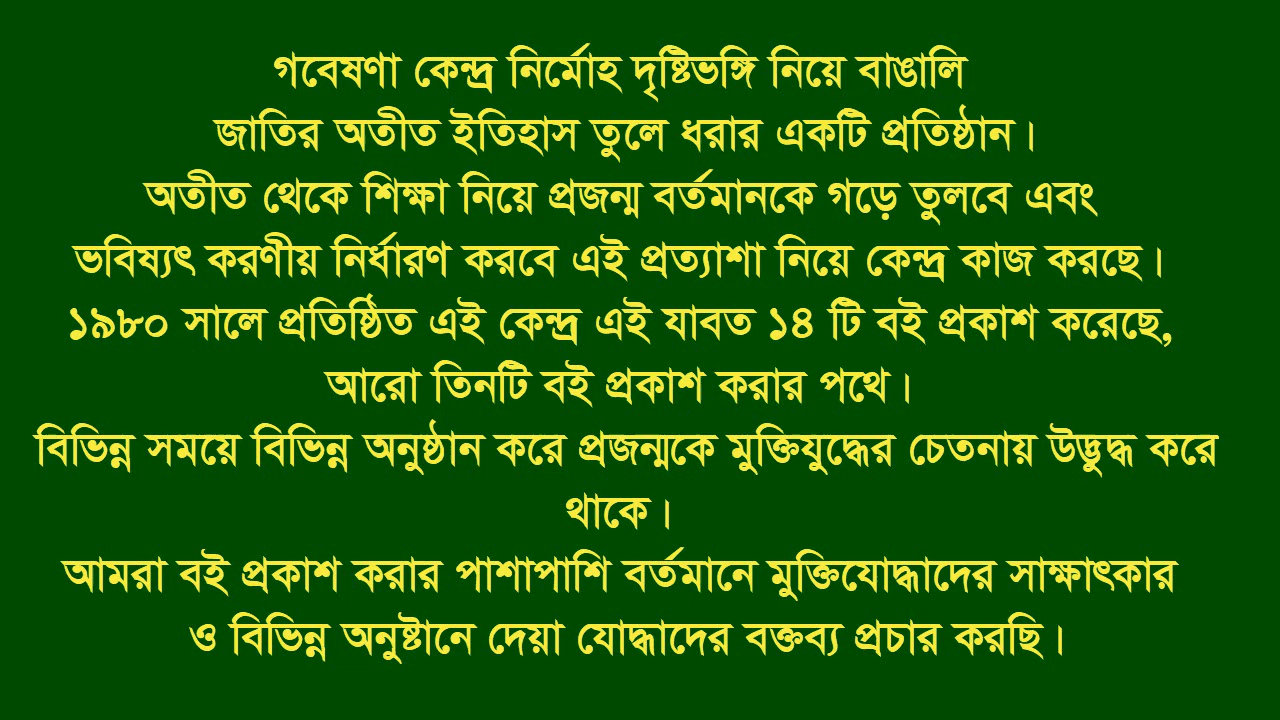 গবেষণা কেন্দ্র নির্মোহ দৃষ্টিভঙ্গি নিয়ে বাঙালি
জাতির অতীত ইতিহাস তুলে ধরার একটি প্রতিষ্ঠান।
অতীত থেকে শিক্ষা নিয়ে প্রজন্ম বর্তমানকে গড়ে তুলবে এবং
ভবিষ্যৎ করণীয় নির্ধারণ করবে এই প্রত্যাশা নিয়ে কেন্দ্র কাজ করছে।
১৯৮০ সালে প্রতিষ্ঠিত এই কেন্দ্র এই যাবত ১৪ টি বই প্রকাশ করেছে,
আরো তিনটি বই প্রকাশ করার পথে।
বিভিন্ন সময়ে বিভিন্ন অনুষ্ঠান করে প্রজন্মকে মুক্তিযুদ্ধের চেতনায় উদ্ভুদ্ধ করে
থাকে।
আমরা বই প্রকাশ করার পাশাপাশি বর্তমানে মুক্তিযোদ্ধাদের সাক্ষাৎকার
ও বিভিন্ন অনুষ্টানে দেয়া যোদ্ধাদের বক্তব্য প্রচার করছি।